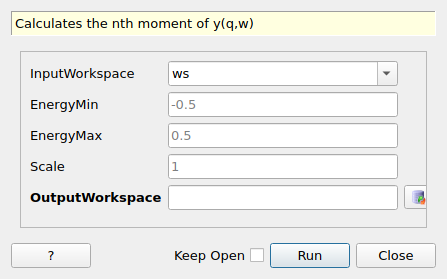 Calculates the nth moment of y(q,w)
InputWorkspace ws
EnergyMin -0.5
EnergyMax 0.5
Scale 1
OutputWorkspace
? Keep Open Run Close